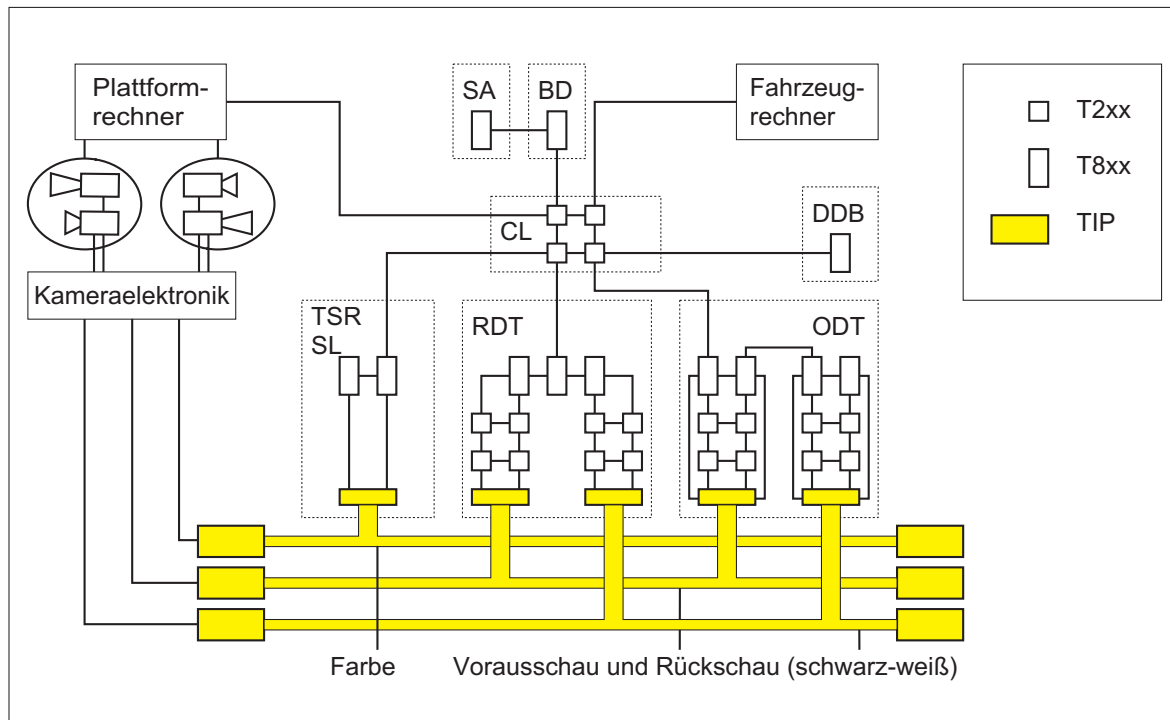 Plattform-
rechner
SA
BD
Fahrzeug-
rechner
T2xx
T8xx
TIP
CL
DDB
Kameraelektronik
TSR
SL
RDT
ODT
Farbe
Vorausschau und Rückschau (schwarz-weiß)